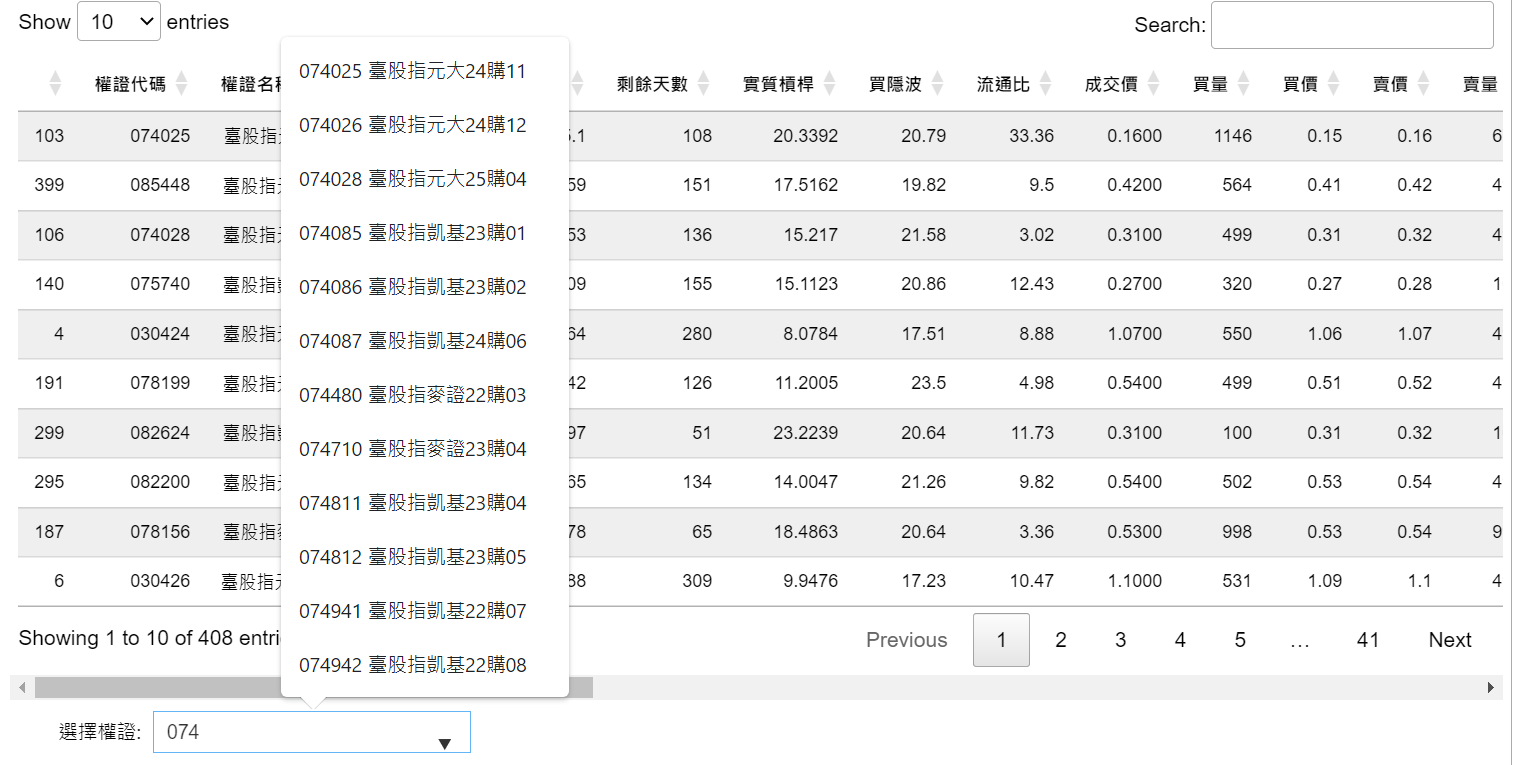 Show 10 entries
Search:
權證代碼 權證名 剩餘天數 實質槓桿 買隱波 流通比 成交價 買量 買價 賣價 賣量
103 074025 臺股指 5.1 108 20.3392 20.79 33.36 0.1600 1146 0.15 0.16 6
399 085448 臺股指 59 151 17.5162 19.82 9.5 0.4200 564 0.41 0.42 4
106 074028 臺股指 53 136 15.217 21.58 3.02 0.3100 499 0.31 0.32 4
140 075740 臺股指 09 155 15.1123 20.86 12.43 0.2700 320 0.27 0.28 1
4 030424 臺股指 64 280 8.0784 17.51 8.88 1.0700 550 1.06 1.07 4
191 078199 臺股指 42 126 11.2005 23.5 4.98 0.5400 499 0.51 0.52 4
299 082624 臺股指 97 51 23.2239 20.64 11.73 0.3100 100 0.31 0.32 1
295 082200 臺股指 65 134 14.0047 21.26 9.82 0.5400 502 0.53 0.54 4
187 078156 臺股指 78 65 18.4863 20.64 3.36 0.5300 998 0.53 0.54 9
6 030426 臺股指 88 309 9.9476 17.23 10.47 1.1000 531 1.09 1.1 4
074025 臺股指元大24購11
074026 臺股指元大24購12
074028 臺股指元大25購04
074085 臺股指凱基23購01
074086 臺股指凱基23購02
074087 臺股指凱基24購06
074480 臺股指麥證22購03
074710 臺股指麥證23購04
074811 臺股指凱基23購04
074812 臺股指凱基23購05
074941 臺股指凱基22購07
074942 臺股指凱基22購08
Showing 1 to 10 of 408 entri
Previous 1 2 3 4 5 … 41 Next
選擇權證: 074